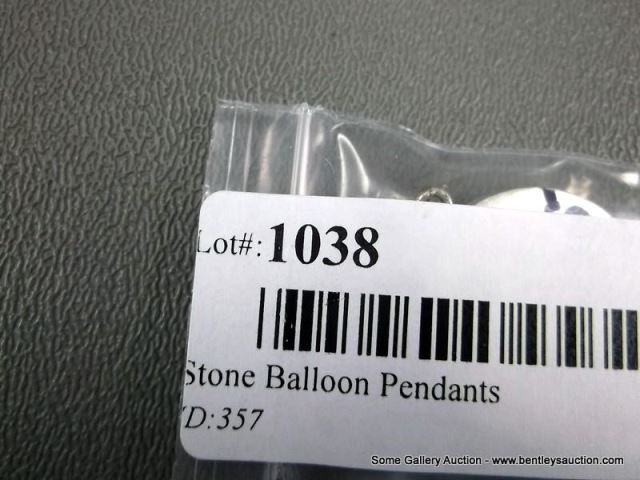 Lot#: 1038
Stone Balloon Pendants
D:357
Some Gallery Auction - www.bentleysauction.com